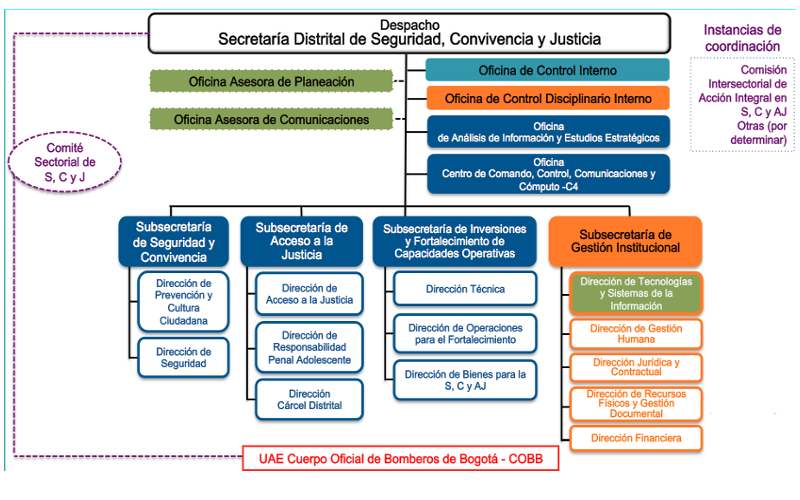 Despacho
Secretaría Distrital de Seguridad, Convivencia y Justicia
Instancias de
coordinación
Comisión
Intersectorial de
Acción Integral en
S, C y AJ
Otras (por
determinar)
Oficina Asesora de Planeación
Oficina Asesora de Comunicaciones
Oficina de Control Interno
Oficina de Control Disciplinario Interno
Oficina
de Análisis de Información y Estudios Estratégicos
Oficina
Centro de Comando, Control, Comunicaciones y
Cómputo -C4
Comité
Sectorial de
S, C y J
Subsecretaría
de Seguridad y
Convivencia
Dirección de
Prevención y
Cultura
Ciudadana
Dirección de
Seguridad
Subsecretaría de
Acceso a la
Justicia
Dirección de
Acceso a la Justicia
Dirección de
Responsabilidad
Penal Adolescente
Dirección
Cárcel Distrital
Subsecretaría de Inversiones
y Fortalecimiento de
Capacidades Operativas
Dirección Técnica
Dirección de Operaciones
para el Fortalecimiento
Dirección de Bienes para la
S, C y AJ
Subsecretaría de
Gestión Institucional
Dirección de Tecnologías
y Sistemas de la
Información
Dirección de Gestión
Humana
Dirección Jurídica y
Contractual
Dirección de Recursos
Físicos y Gestión
Documental
Dirección Financiera
UAE Cuerpo Oficial de Bomberos de Bogotá - COBB